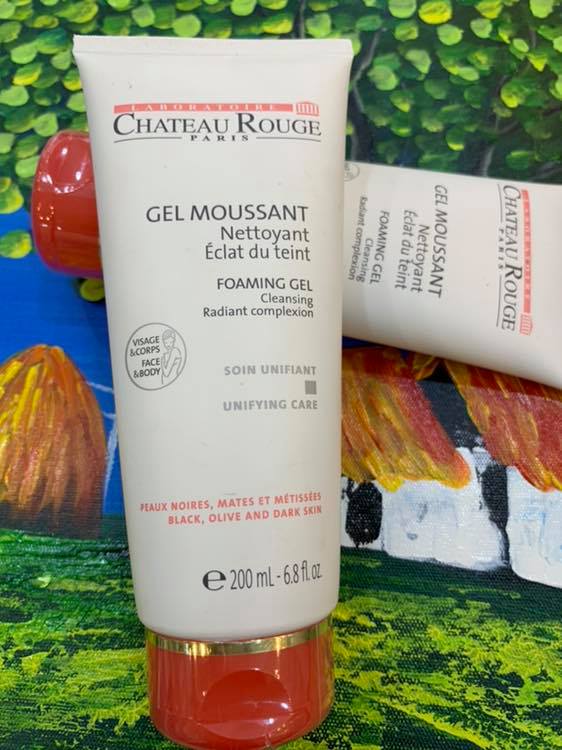 LABORATOIRE
CHATEAU ROUGE
PARIS
GEL MOUSSANT
Nettoyant
Éclat du teint
FOAMING GEL
Cleansing
Radiant complexion
VISAGE
&CORPS
FACE
&BODY
SOIN UNIFIANT
UNIFYING CARE
PEAUX NOIRES, MATES ET MÉTISSÉES
BLACK, OLIVE AND DARK SKIN
e 200 mL - 6.8 fl. oz.
LABORATOIRE
CHATEAU ROUGE
PARIS
GEL MOUSSANT
Nettoyant
Éclat du teint
FOAMING GEL
Cleansing
Radiant complexion